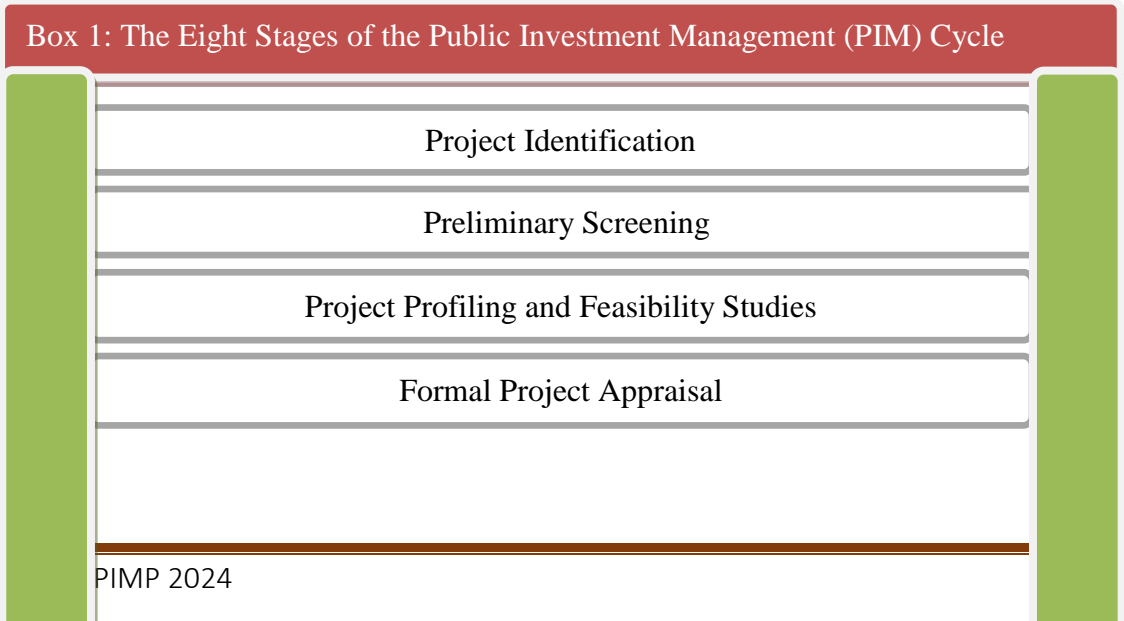 Box 1: The Eight Stages of the Public Investment Management (PIM) Cycle
Project Identification
Preliminary Screening
Project Profiling and Feasibility Studies
Formal Project Appraisal
PIMP 2024